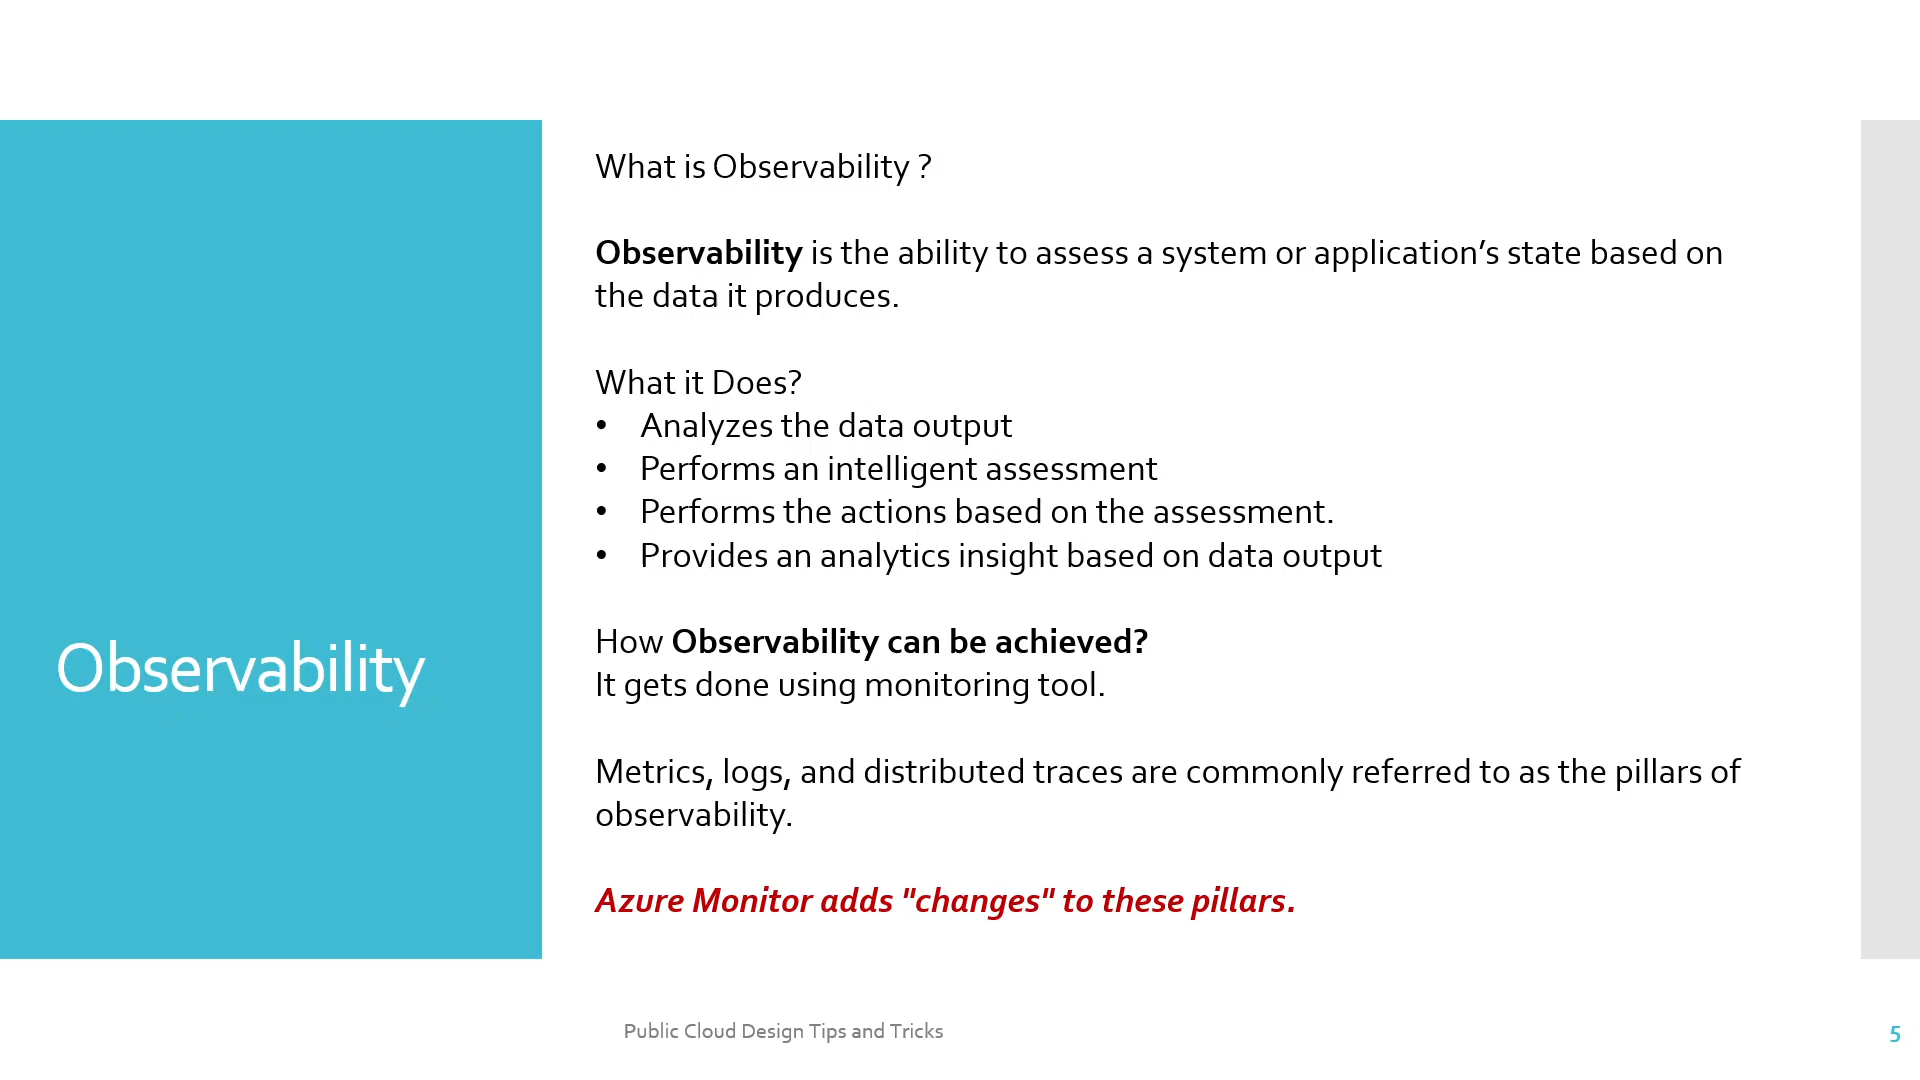 Observability
What is Observability ?
Observability is the ability to assess a system or application’s state based on
the data it produces.
What it Does?
• Analyzes the data output
• Performs an intelligent assessment
• Performs the actions based on the assessment.
• Provides an analytics insight based on data output
How Observability can be achieved?
It gets done using monitoring tool.
Metrics, logs, and distributed traces are commonly referred to as the pillars of
observability.
Azure Monitor adds "changes" to these pillars.
Public Cloud Design Tips and Tricks
5